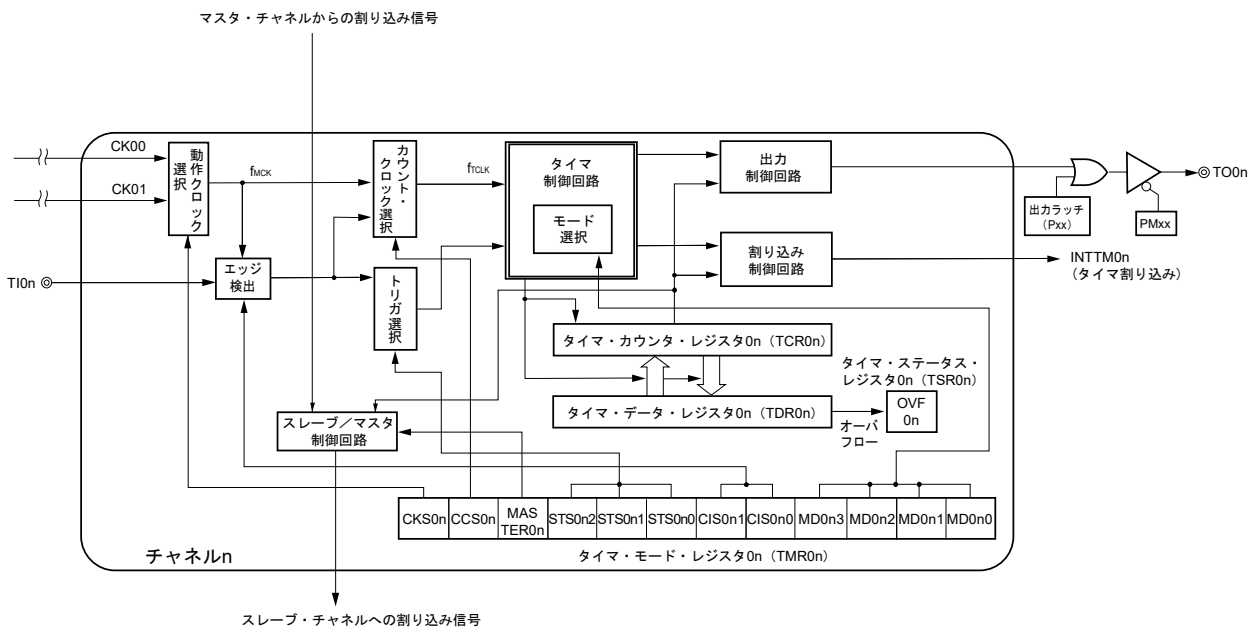 マスタ・チャネルからの割り込み信号
CK00
CK01
動作クロック
選択
fMCK
カウント・
クロック選択
fTCLK
タイマ
制御回路
モード
選択
出力
制御回路
出力ラッチ
(Pxx)
PMxx
TO0n
割り込み
制御回路
INTTM0n
(タイマ割り込み)
TI0n
エッジ
検出
トリガ選択
タイマ・カウンタ・レジスタ0n(TCR0n)
タイマ・ステータス・
レジスタ0n(TSR0n)
タイマ・データ・レジスタ0n(TDR0n)
オーバ
フロー
OVF
0n
スレーブ/マスタ
制御回路
CKS0n
CCS0n
MAS
TER0n
STS0n2
STS0n1
STS0n0
CIS0n1
CIS0n0
MD0n3
MD0n2
MD0n1
MD0n0
チャネルn
タイマ・モード・レジスタ0n(TMR0n)
スレーブ・チャネルへの割り込み信号